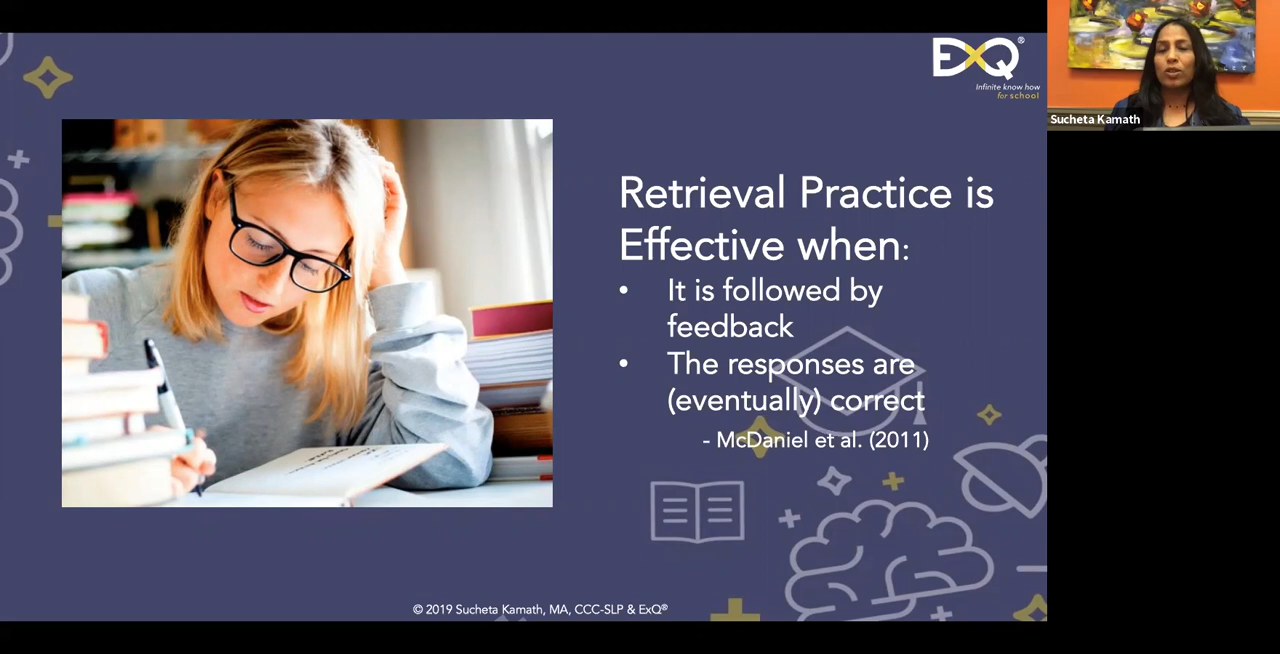 EXQ®
Infinite know how
for school
Sucheta Kamath
Retrieval Practice is
Effective when:
• It is followed by
feedback
• The responses are
(eventually) correct
- McDaniel et al. (2011)
© 2019 Sucheta Kamath, MA, CCC-SLP & ExQ®